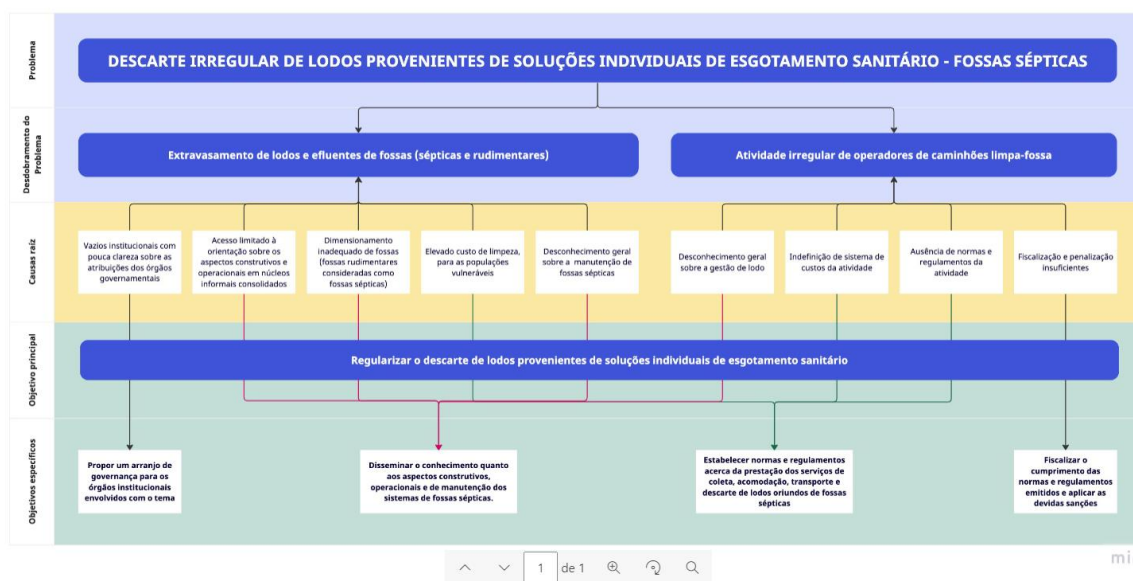 Problema
DESCARTE IRREGULAR DE LODOS PROVENIENTES DE SOLUÇÕES INDIVIDUAIS DE ESGOTAMENTO SANITÁRIO - FOSSAS SÉPTICAS
Desdobramento do
Problema
Extravasamento de lodos e efluentes de fossas (sépticas e rudimentares)
Atividade irregular de operadores de caminhões limpa-fossa
Causas raíz
Vazios institucionais com
pouca clareza sobre as
atribuições dos órgãos
governamentais
Acesso limitado à
orientação sobre os
aspectos construtivos e
operacionais em núcleos
informais consolidados
Dimensionamento
inadequado de fossas
(fossas rudimentares
consideradas como
fossas sépticas)
Elevado custo de limpeza,
para as populações
vulneráveis
Desconhecimento geral
sobre a manutenção de
fossas sépticas
Desconhecimento geral
sobre a gestão de lodo
Indefinição de sistema de
custos da atividade
Ausência de normas e
regulamentos da
atividade
Fiscalização e penalização
insuficientes
Objetivo principal
Regularizar o descarte de lodos provenientes de soluções individuais de esgotamento sanitário
Objetivos específicos
Propor um arranjo de
governança para os
órgãos institucionais
envolvidos com o tema
Disseminar o conhecimento quanto
aos aspectos construtivos,
operacionais e de manutenção dos
sistemas de fossas sépticas.
Estabelecer normas e regulamentos
acerca da prestação dos serviços de
coleta, acomodação, transporte e
descarte de lodos oriundos de fossas
sépticas
Fiscalizar o
cumprimento das
normas e regulamentos
emitidos e aplicar as
devidas sanções
mi
1 de 1